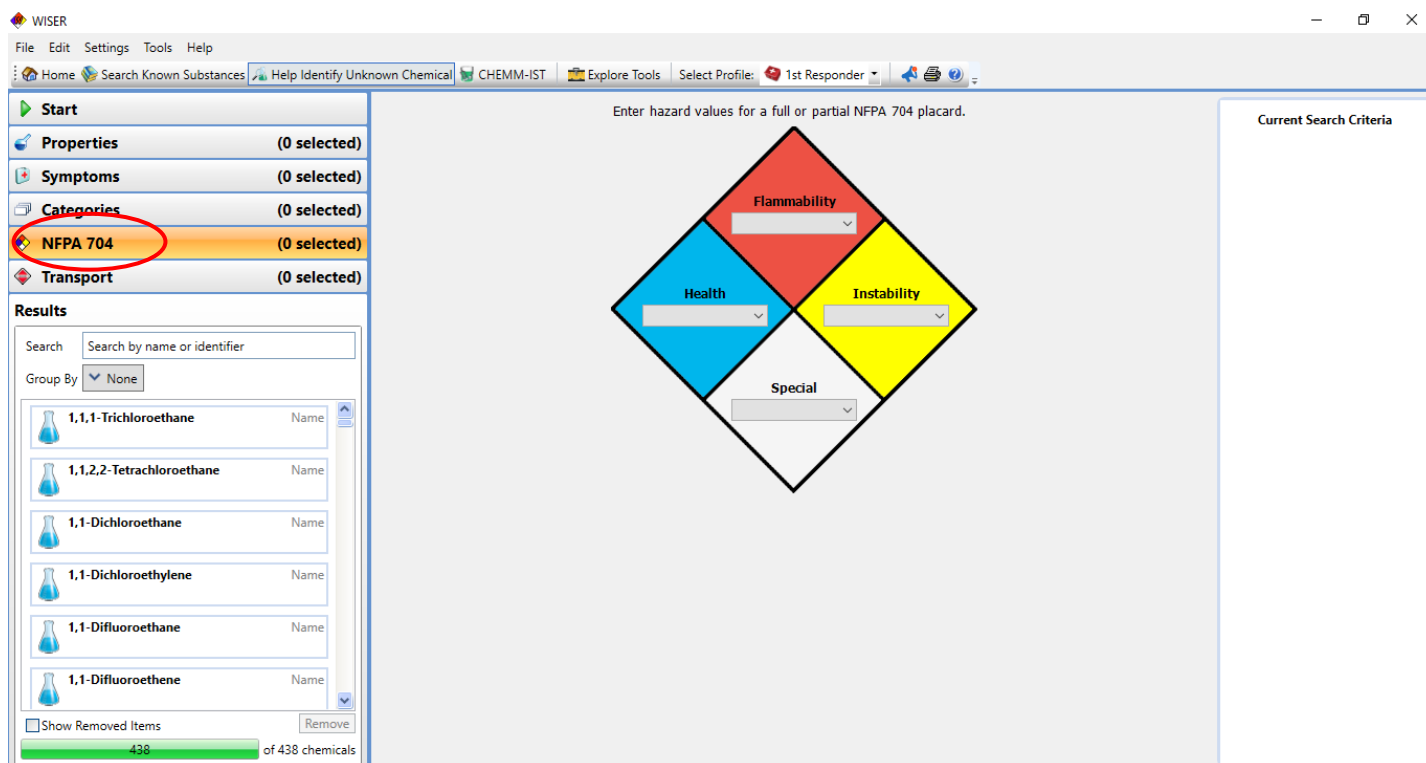 WISER
File Edit Settings Tools Help
Home Search Known Substances Help Identify Unknown Chemical CHEMM-IST Explore Tools Select Profile: 1st Responder
Start
Properties (0 selected)
Symptoms (0 selected)
Categories (0 selected)
NFPA 704 (0 selected)
Transport (0 selected)
Results
Search Search by name or identifier
Group By None
1,1,1-Trichloroethane Name
1,1,2,2-Tetrachloroethane Name
1,1-Dichloroethane Name
1,1-Dichloroethylene Name
1,1-Difluoroethane Name
1,1-Difluoroethene Name
Show Removed Items Remove
438 of 438 chemicals
Enter hazard values for a full or partial NFPA 704 placard.
Flammability
Health Instability
Special
Current Search Criteria